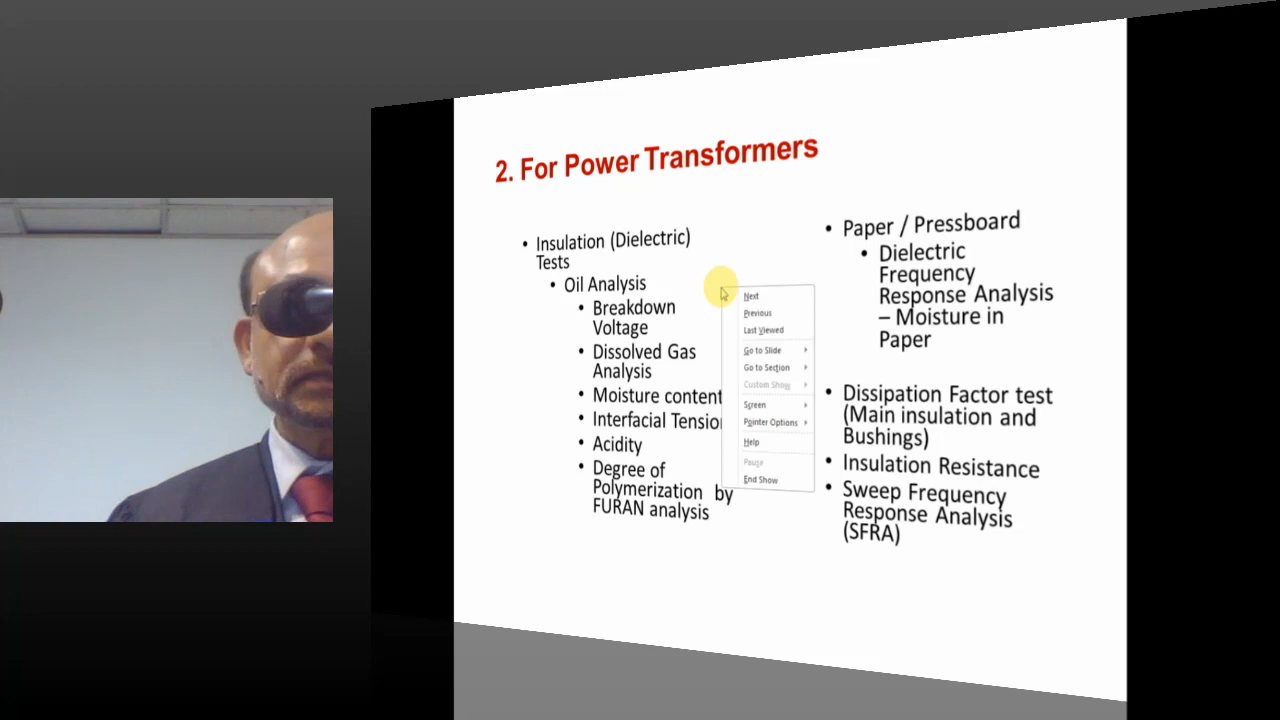 2. For Power Transformers
Insulation (Dielectric)
Tests
Oil Analysis
Breakdown
Voltage
Dissolved Gas
Analysis
Moisture content
Interfacial Tensio
Acidity
Degree of
Polymerization by
FURAN analysis
Next
Previous
Last Viewed
Go to Slide
Go to Section
Custom Show
Screen
Pointer Options
Help
Pause
End Show
Paper / Pressboard
Dielectric
Frequency
Response Analysis
– Moisture in
Paper
Dissipation Factor test
(Main insulation and
Bushings)
Insulation Resistance
Sweep Frequency
Response Analysis
(SFRA)